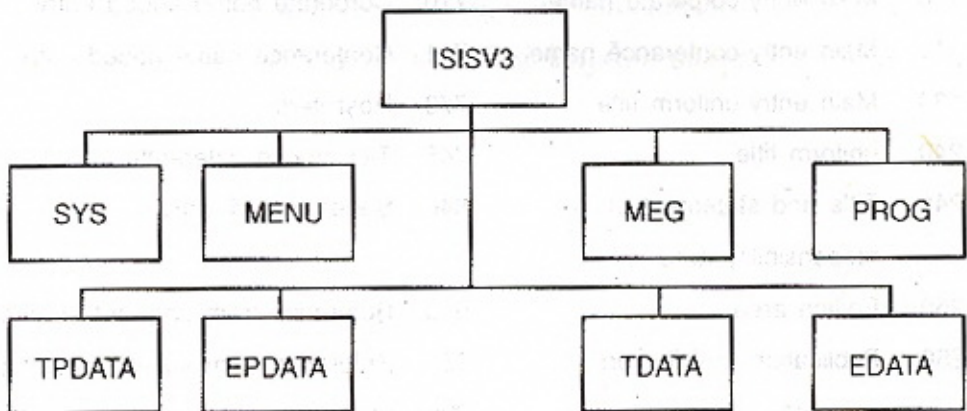 ISISV3
SYS MENU MEG PROG
TPDATA EPDATA TDATA EDATA